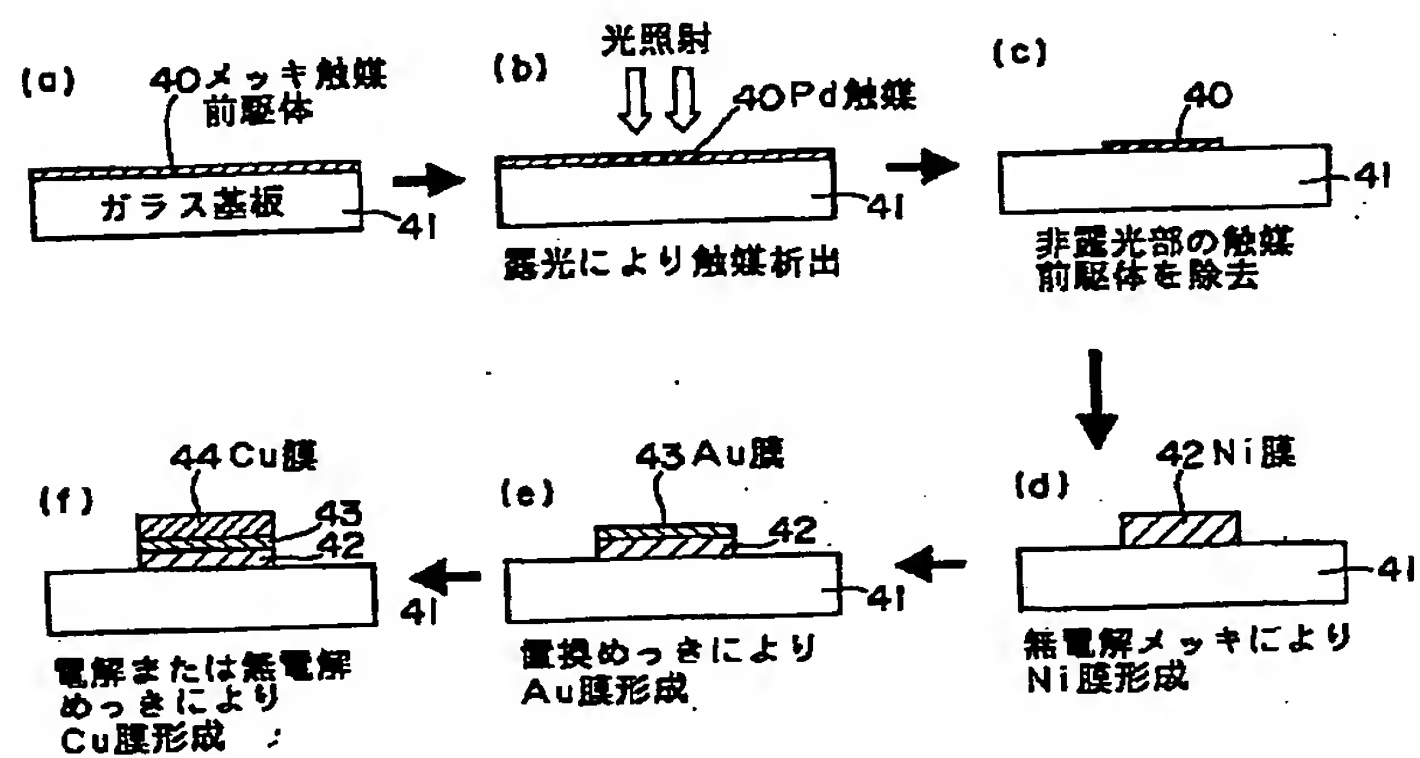 (a)
40メッキ触媒
前駆体
ガラス基板
41
(b)
光照射
40Pd触媒
41
露光により触媒析出
(c)
40
41
非露光部の触媒
前駆体を除去
(d)
42Ni膜
41
無電解メッキにより
Ni膜形成
(e)
43Au膜
42
41
置換めっきにより
Au膜形成
(f)
44Cu膜
43
42
41
電解または無電解
めっきにより
Cu膜形成